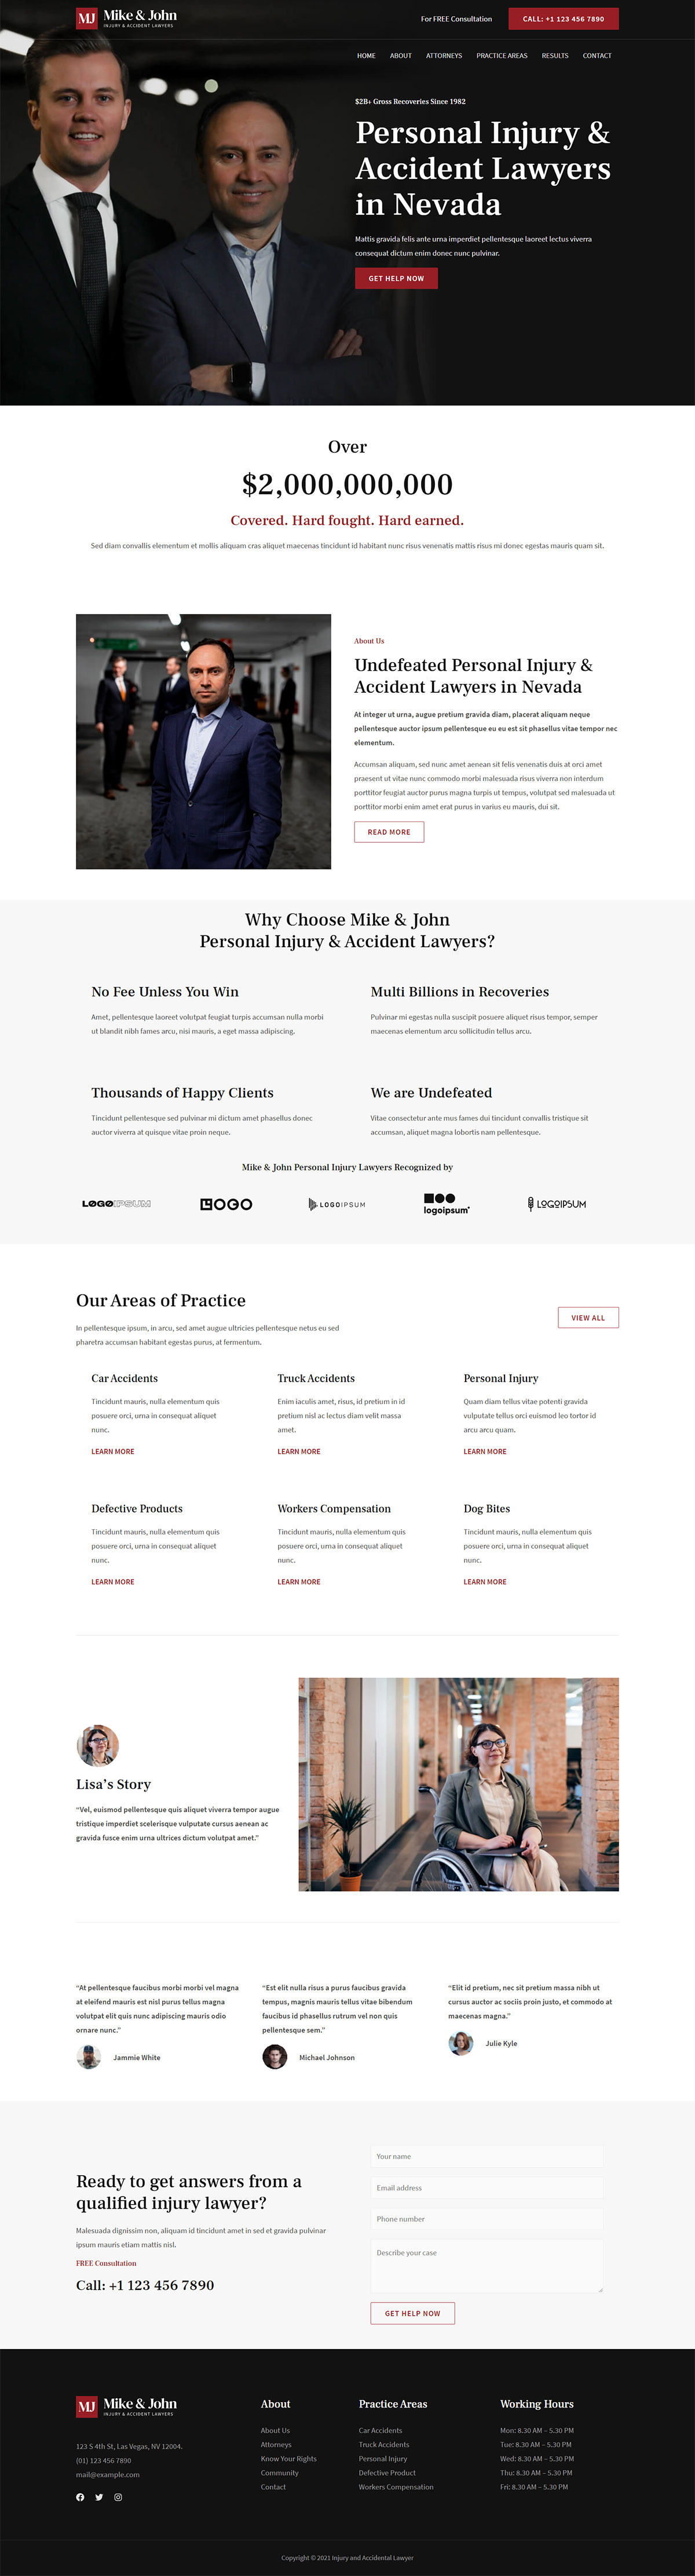 MJ Mike & John
INJURY & ACCIDENT LAWYERS
For FREE Consultation
CALL: +1 123 456 7890
HOME ABOUT ATTORNEYS PRACTICE AREAS RESULTS CONTACT
$2B+ Gross Recoveries Since 1982
Personal Injury &
Accident Lawyers
in Nevada
Mattis gravida felis ante urna imperdiet pellentesque laoreet lectus viverra
consequat dictum enim donec nunc pulvinar.
GET HELP NOW
Over
$2,000,000,000
Covered. Hard fought. Hard earned.
Sed diam convallis elementum et mollis aliquam cras aliquet maecenas tincidunt id habitant nunc risus venenatis mattis risus mi donec egestas mauris quam sit.
About Us
Undefeated Personal Injury &
Accident Lawyers in Nevada
At integer ut urna, augue pretium gravida diam, placerat aliquam neque
pellentesque auctor ipsum pellentesque eu eu est sit phasellus vitae tempor nec
elementum.
Accumsan aliquam, sed nunc amet aenean sit felis venenatis duis at orci amet
praesent ut vitae nunc commodo morbi malesuada risus viverra non interdum
porttitor feugiat auctor purus magna turpis ut tempus, volutpat sed malesuada ut
porttitor morbi enim amet erat purus in varius eu mauris, dui sit.
READ MORE
Why Choose Mike & John
Personal Injury & Accident Lawyers?
No Fee Unless You Win
Amet, pellentesque laoreet volutpat feugiat turpis accumsan nulla morbi
ut blandit nibh fames arcu, nisi mauris, a eget massa adipiscing.
Multi Billions in Recoveries
Pulvinar mi egestas nulla suscipit posuere aliquet risus tempor, semper
maecenas elementum arcu sollicitudin tellus arcu.
Thousands of Happy Clients
Tincidunt pellentesque sed pulvinar mi dictum amet phasellus donec
auctor viverra at quisque vitae proin neque.
We are Undefeated
Vitae consectetur ante mus fames dui tincidunt convallis tristique sit
accumsan, aliquet magna lobortis nam pellentesque.
Mike & John Personal Injury Lawyers Recognized by
LOGOIPSUM
LOGO
LOGOIPSUM
logoipsum
LOGOIPSUM
Our Areas of Practice
In pellentesque ipsum, in arcu, sed amet augue ultricies pellentesque netus eu sed
pharetra accumsan habitant egestas purus, at fermentum.
VIEW ALL
Car Accidents
Tincidunt mauris, nulla elementum quis
posuere orci, urna in consequat aliquet
nunc.
LEARN MORE
Truck Accidents
Enim iaculis amet, risus, id pretium in id
pretium nisl ac lectus diam velit massa
amet.
LEARN MORE
Personal Injury
Quam diam tellus vitae potenti gravida
vulputate tellus orci euismod leo tortor id
arcu arcu quam.
LEARN MORE
Defective Products
Tincidunt mauris, nulla elementum quis
posuere orci, urna in consequat aliquet
nunc.
LEARN MORE
Workers Compensation
Tincidunt mauris, nulla elementum quis
posuere orci, urna in consequat aliquet
nunc.
LEARN MORE
Dog Bites
Tincidunt mauris, nulla elementum quis
posuere orci, urna in consequat aliquet
nunc.
LEARN MORE
Lisa’s Story
“Vel, euismod pellentesque quis aliquet viverra tempor augue
tristique imperdiet scelerisque vulputate cursus aenean ac
gravida fusce enim urna ultrices dictum volutpat amet.”
“At pellentesque faucibus morbi morbi vel magna
at eleifend mauris est nisl purus tellus magna
volutpat elit quis nunc adipiscing mauris odio
ornare nunc.”
Jammie White
“Est elit nulla risus a purus faucibus gravida
tempus, magnis mauris tellus vitae bibendum
faucibus id phasellus rutrum vel non quis
pellentesque sem.”
Michael Johnson
“Elit id pretium, nec sit pretium massa nibh ut
cursus auctor ac sociis proin justo, et commodo at
maecenas magna.”
Julie Kyle
Ready to get answers from a
qualified injury lawyer?
Malesuada dignissim non, aliquam id tincidunt amet in sed et gravida pulvinar
ipsum mauris etiam mattis nisl.
FREE Consultation
Call: +1 123 456 7890
Your name
Email address
Phone number
Describe your case
GET HELP NOW
MJ Mike & John
INJURY & ACCIDENT LAWYERS
123 S 4th St, Las Vegas, NV 12004.
(01) 123 456 7890
mail@example.com
About
About Us
Attorneys
Know Your Rights
Community
Contact
Practice Areas
Car Accidents
Truck Accidents
Personal Injury
Defective Product
Workers Compensation
Working Hours
Mon: 8.30 AM – 5.30 PM
Tue: 8.30 AM – 5.30 PM
Wed: 8.30 AM – 5.30 PM
Thu: 8.30 AM – 5.30 PM
Fri: 8.30 AM – 5.30 PM
Copyright © 2021 Injury and Accidental Lawyer